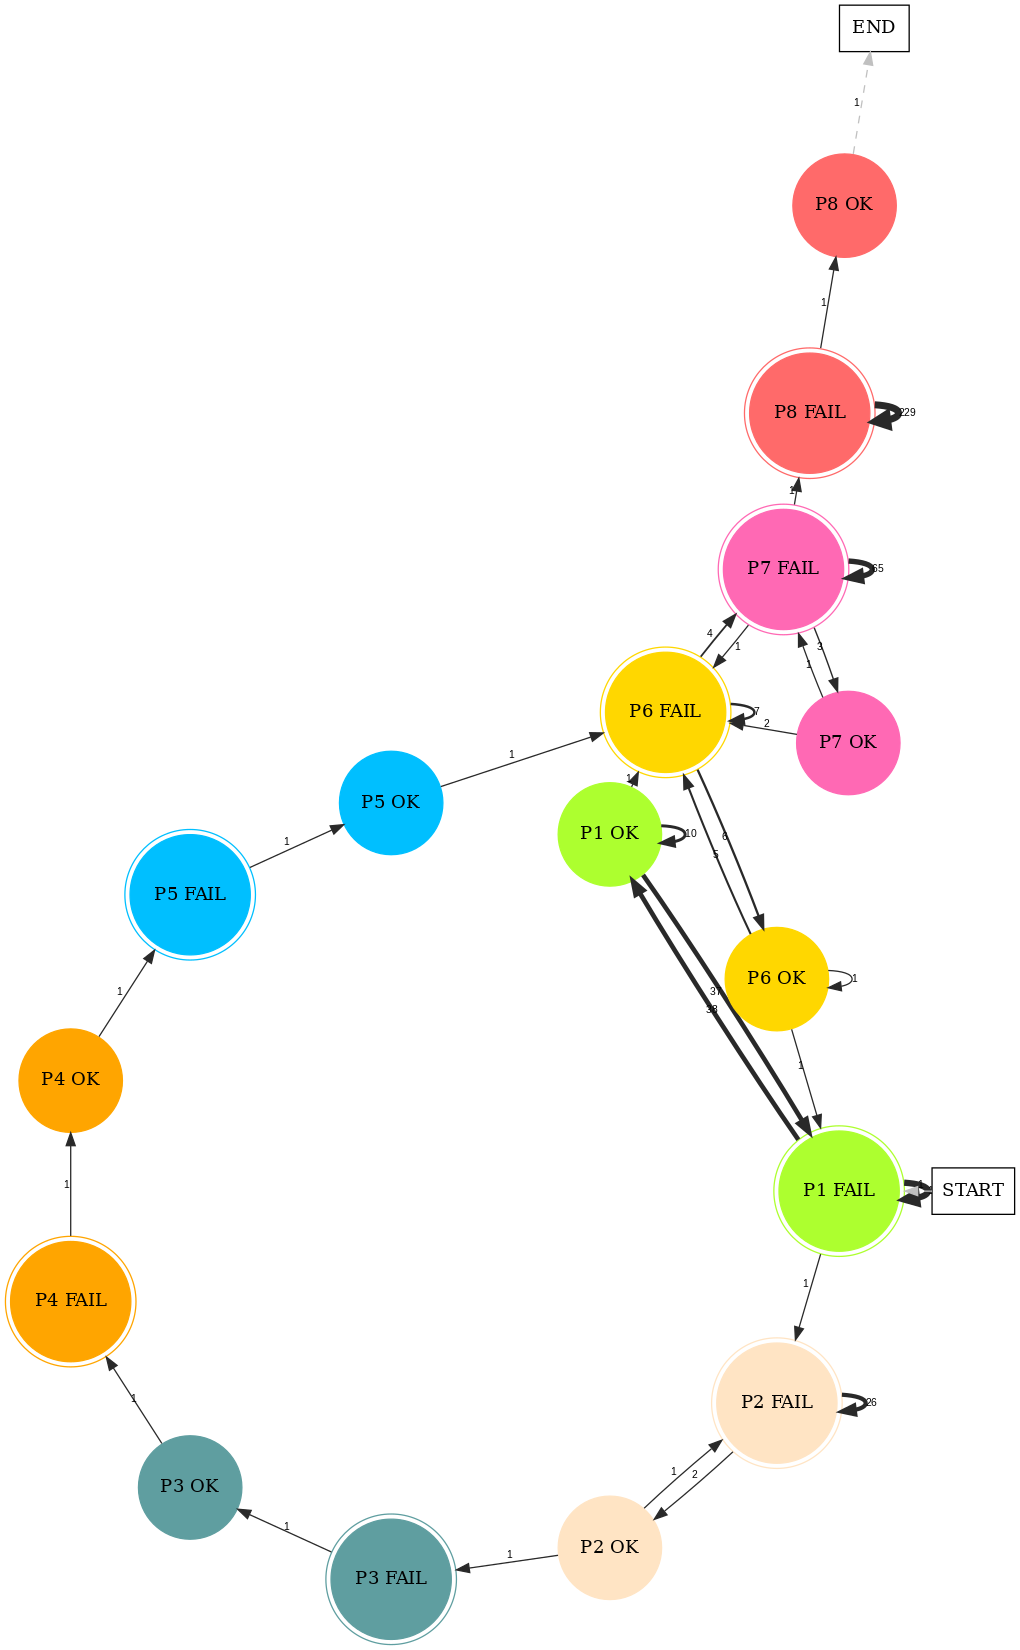 END
1
P8 OK
1
P8 FAIL
229
1
P7 FAIL
65
4
1
3
1
P6 FAIL
7
2
P7 OK
1
1
P5 OK
P1 OK
10
6
5
1
P5 FAIL
P6 OK
1
37
38
1
1
P4 OK
1
P1 FAIL
START
1
P4 FAIL
1
P2 FAIL
26
1
1
2
P3 OK
1
P2 OK
1
P3 FAIL